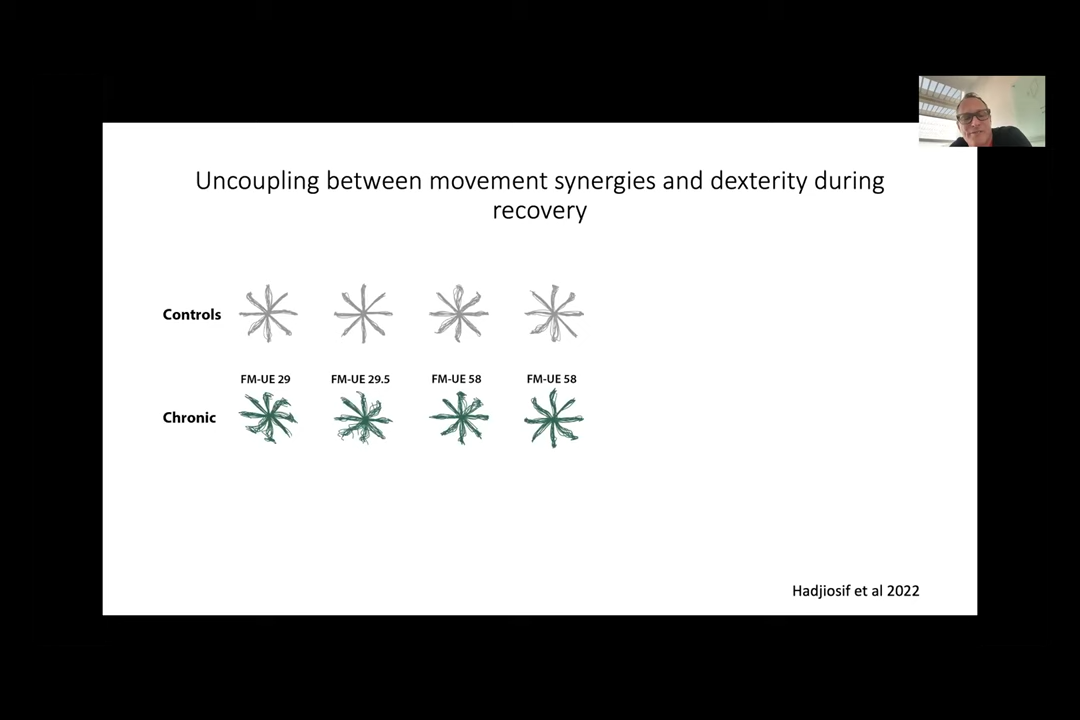 Uncoupling between movement synergies and dexterity during
recovery
Controls
FM-UE 29 FM-UE 29.5 FM-UE 58 FM-UE 58
Chronic
Hadjiosif et al 2022